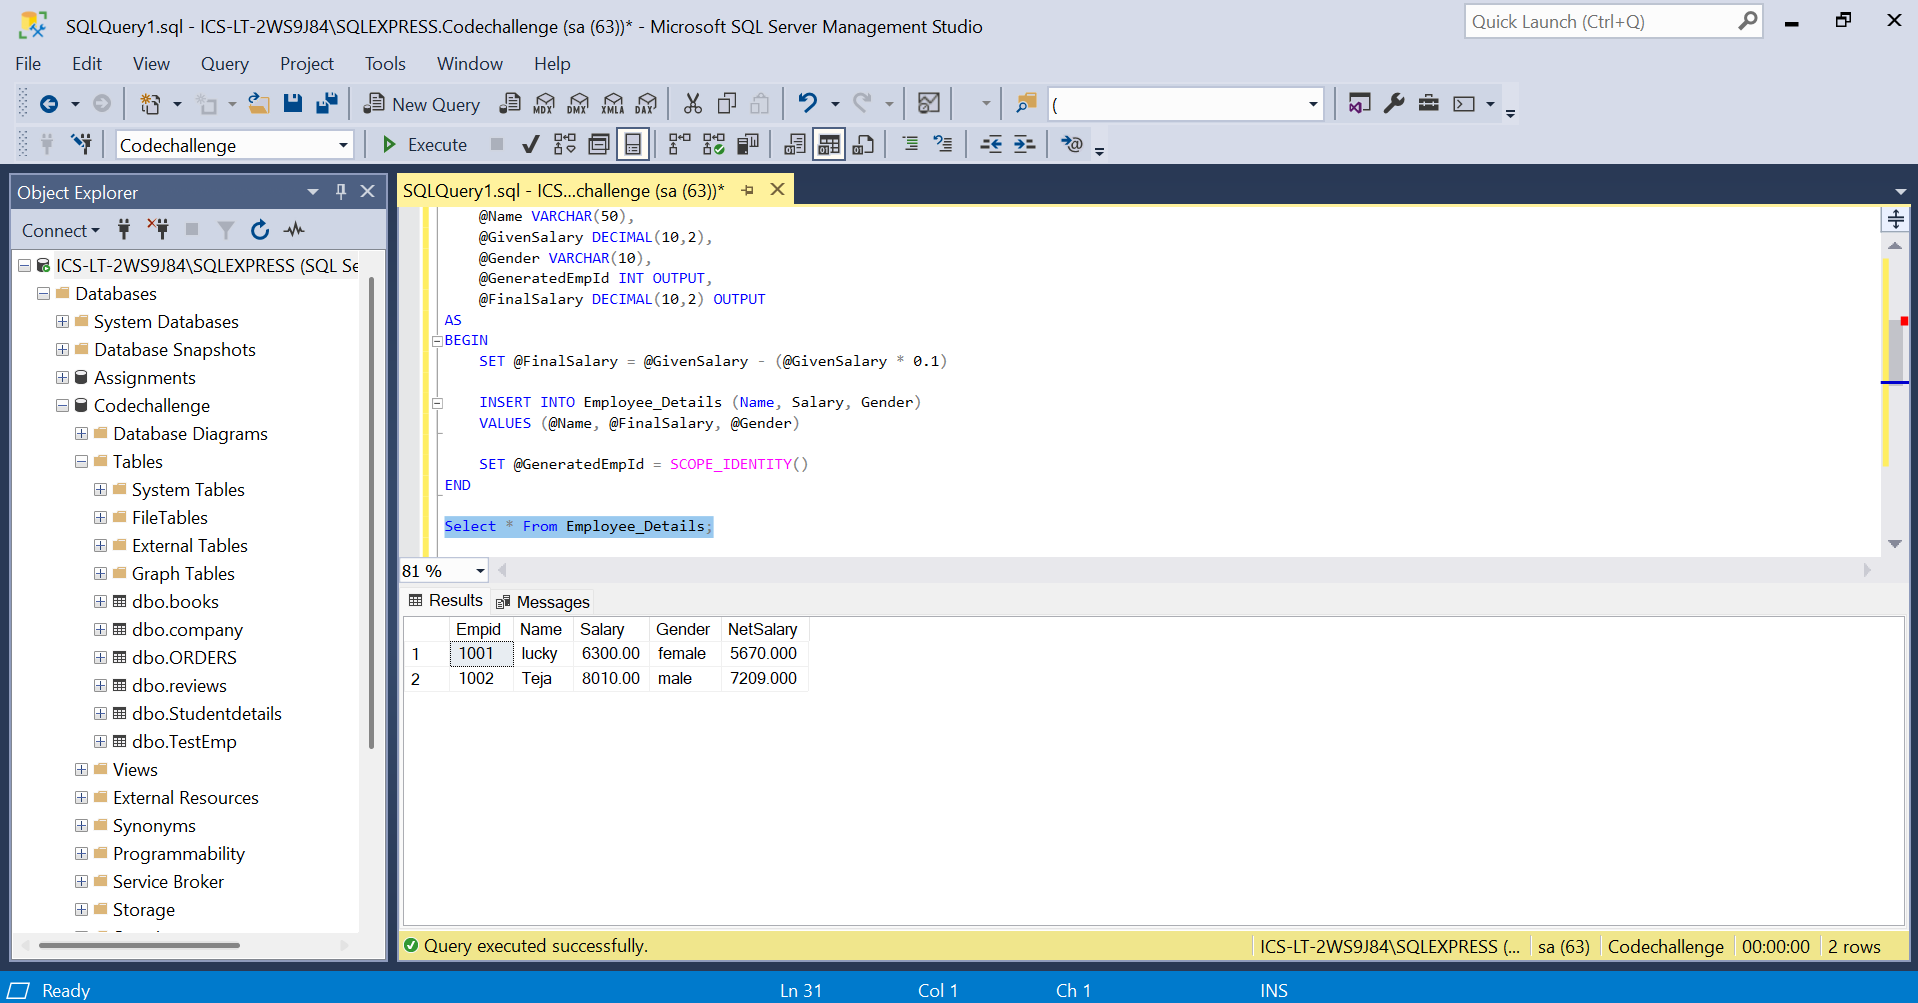 SQLQuery1.sql - ICS-LT-2WS9J84\SQLEXPRESS.Codechallenge (sa (63))* - Microsoft SQL Server Management Studio
Quick Launch (Ctrl+Q)
File Edit View Query Project Tools Window Help
New Query MDX DMX XMLA DAX (
Codechallenge Execute
Object Explorer
Connect
ICS-LT-2WS9J84\SQLEXPRESS (SQL Se
Databases
System Databases
Database Snapshots
Assignments
Codechallenge
Database Diagrams
Tables
System Tables
FileTables
External Tables
Graph Tables
dbo.books
dbo.company
dbo.ORDERS
dbo.reviews
dbo.Studentdetails
dbo.TestEmp
Views
External Resources
Synonyms
Programmability
Service Broker
Storage
SQLQuery1.sql - ICS...challenge (sa (63))*
@Name VARCHAR(50),
@GivenSalary DECIMAL(10,2),
@Gender VARCHAR(10),
@GeneratedEmpId INT OUTPUT,
@FinalSalary DECIMAL(10,2) OUTPUT
AS
BEGIN
SET @FinalSalary = @GivenSalary - (@GivenSalary * 0.1)
INSERT INTO Employee_Details (Name, Salary, Gender)
VALUES (@Name, @FinalSalary, @Gender)
SET @GeneratedEmpId = SCOPE_IDENTITY()
END
Select * From Employee_Details;
81 %
Results Messages
Empid Name Salary Gender NetSalary
1 1001 lucky 6300.00 female 5670.000
2 1002 Teja 8010.00 male 7209.000
Query executed successfully.
ICS-LT-2WS9J84\SQLEXPRESS (... sa (63) Codechallenge 00:00:00 2 rows
Ready Ln 31 Col 1 Ch 1 INS